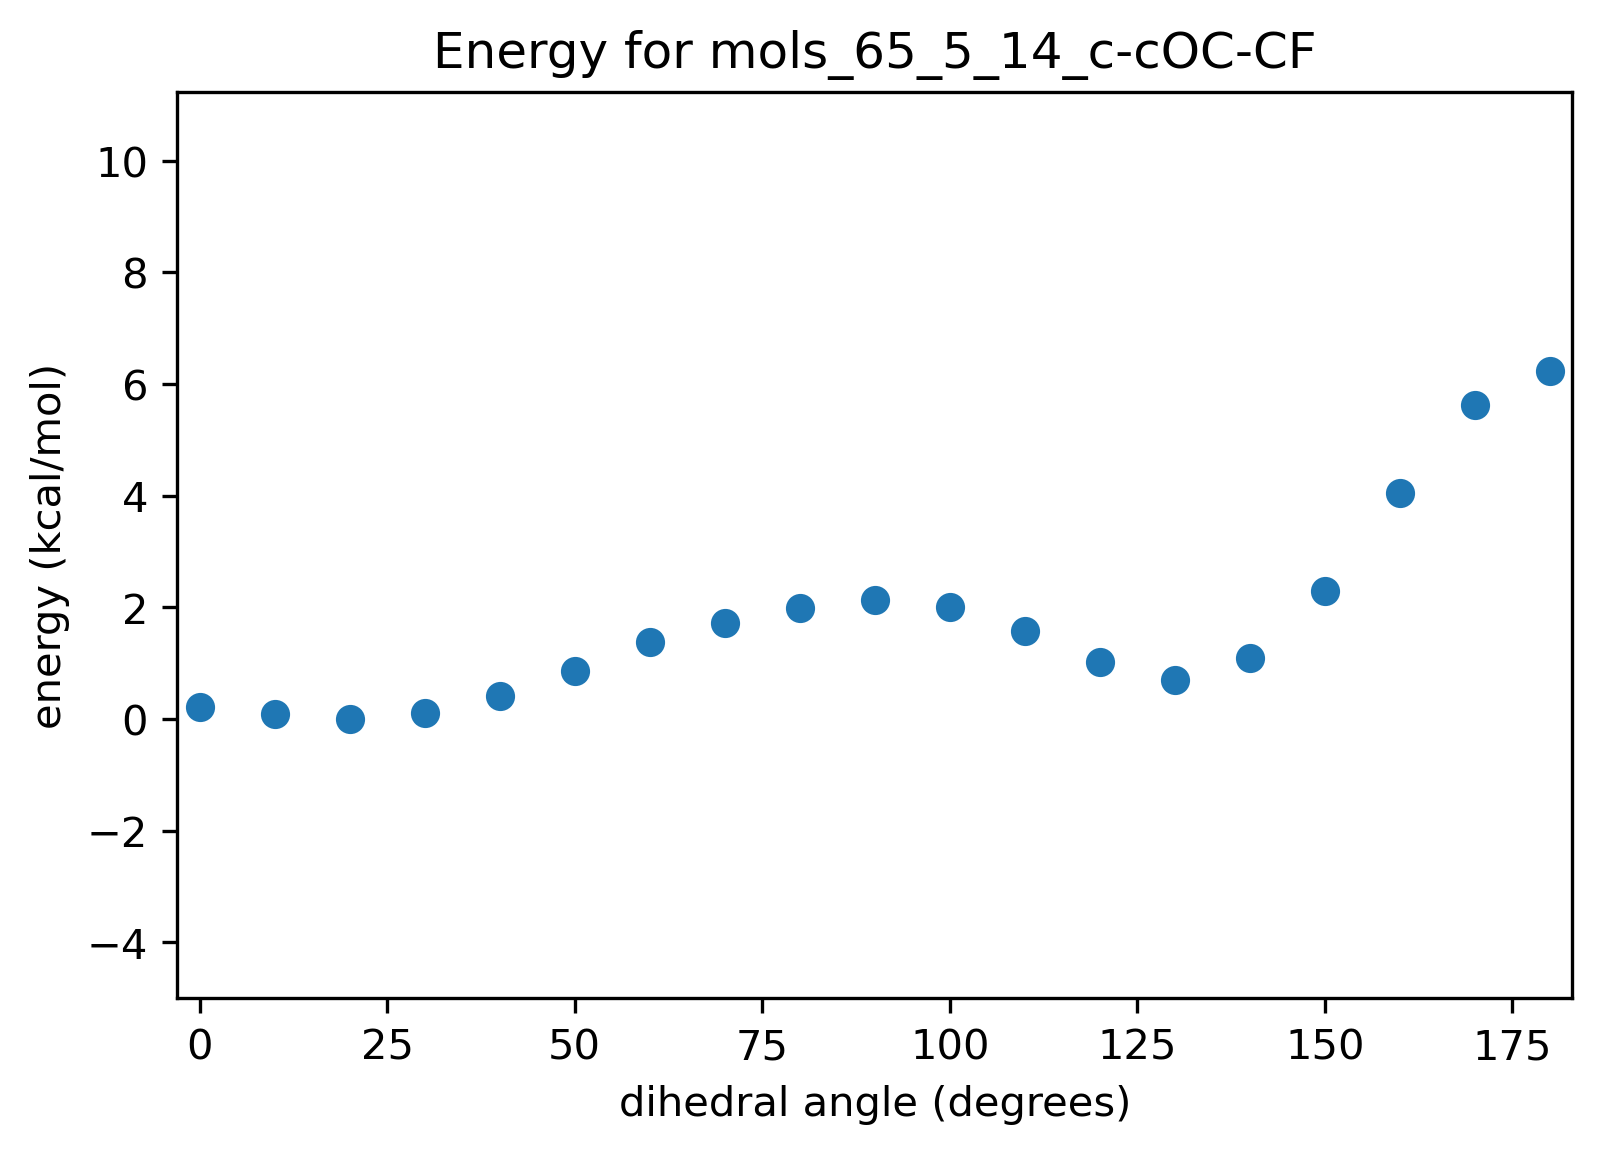 Energy for mols_65_5_14_c-cOC-CF
10
8
6
4
2
0
−2
−4
energy (kcal/mol)
0 25 50 75 100 125 150 175
dihedral angle (degrees)